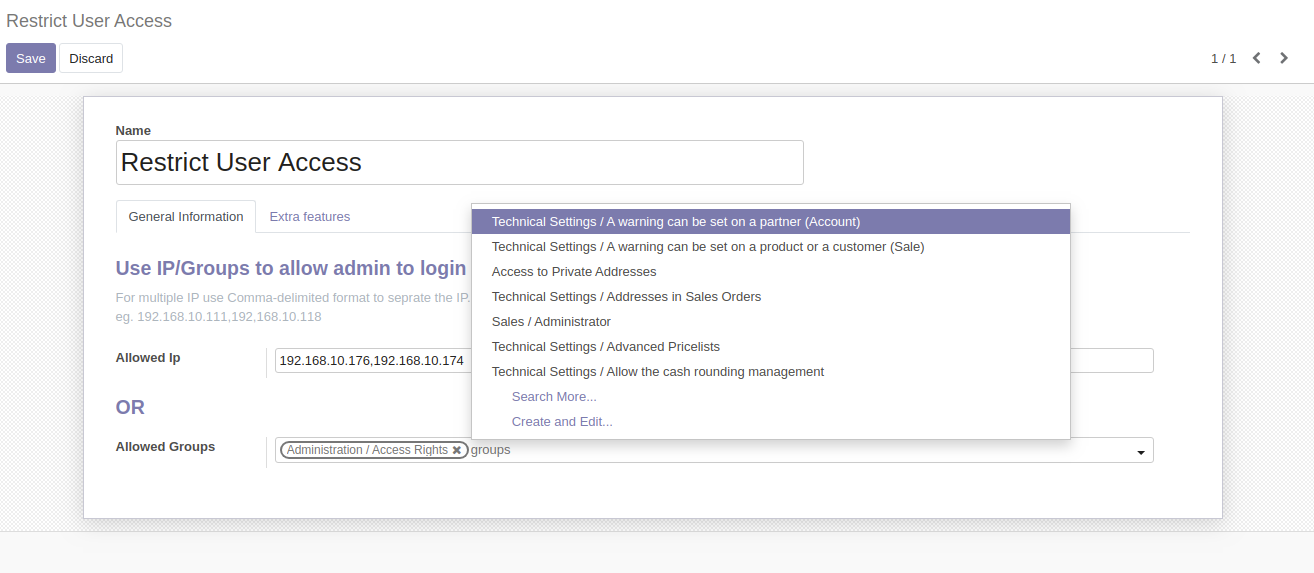 Restrict User Access
Save Discard 1 / 1
Name
Restrict User Access
General Information Extra features
Use IP/Groups to allow admin to login
For multiple IP use Comma-delimited format to seprate the IP.
eg. 192.168.10.111,192,168.10.118
Allowed Ip 192.168.10.176,192.168.10.174
OR
Allowed Groups Administration / Access Rights groups
Technical Settings / A warning can be set on a partner (Account)
Technical Settings / A warning can be set on a product or a customer (Sale)
Access to Private Addresses
Technical Settings / Addresses in Sales Orders
Sales / Administrator
Technical Settings / Advanced Pricelists
Technical Settings / Allow the cash rounding management
Search More...
Create and Edit...